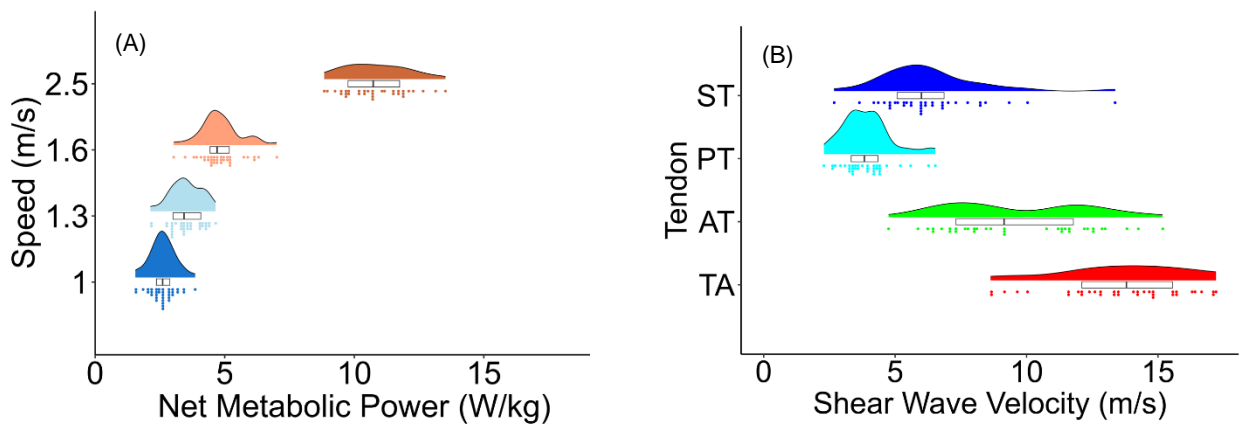 (A)
Speed (m/s)
2.5
1.6
1.3
1
0 5 10 15
Net Metabolic Power (W/kg)
(B)
Tendon
ST
PT
AT
TA
0 5 10 15
Shear Wave Velocity (m/s)